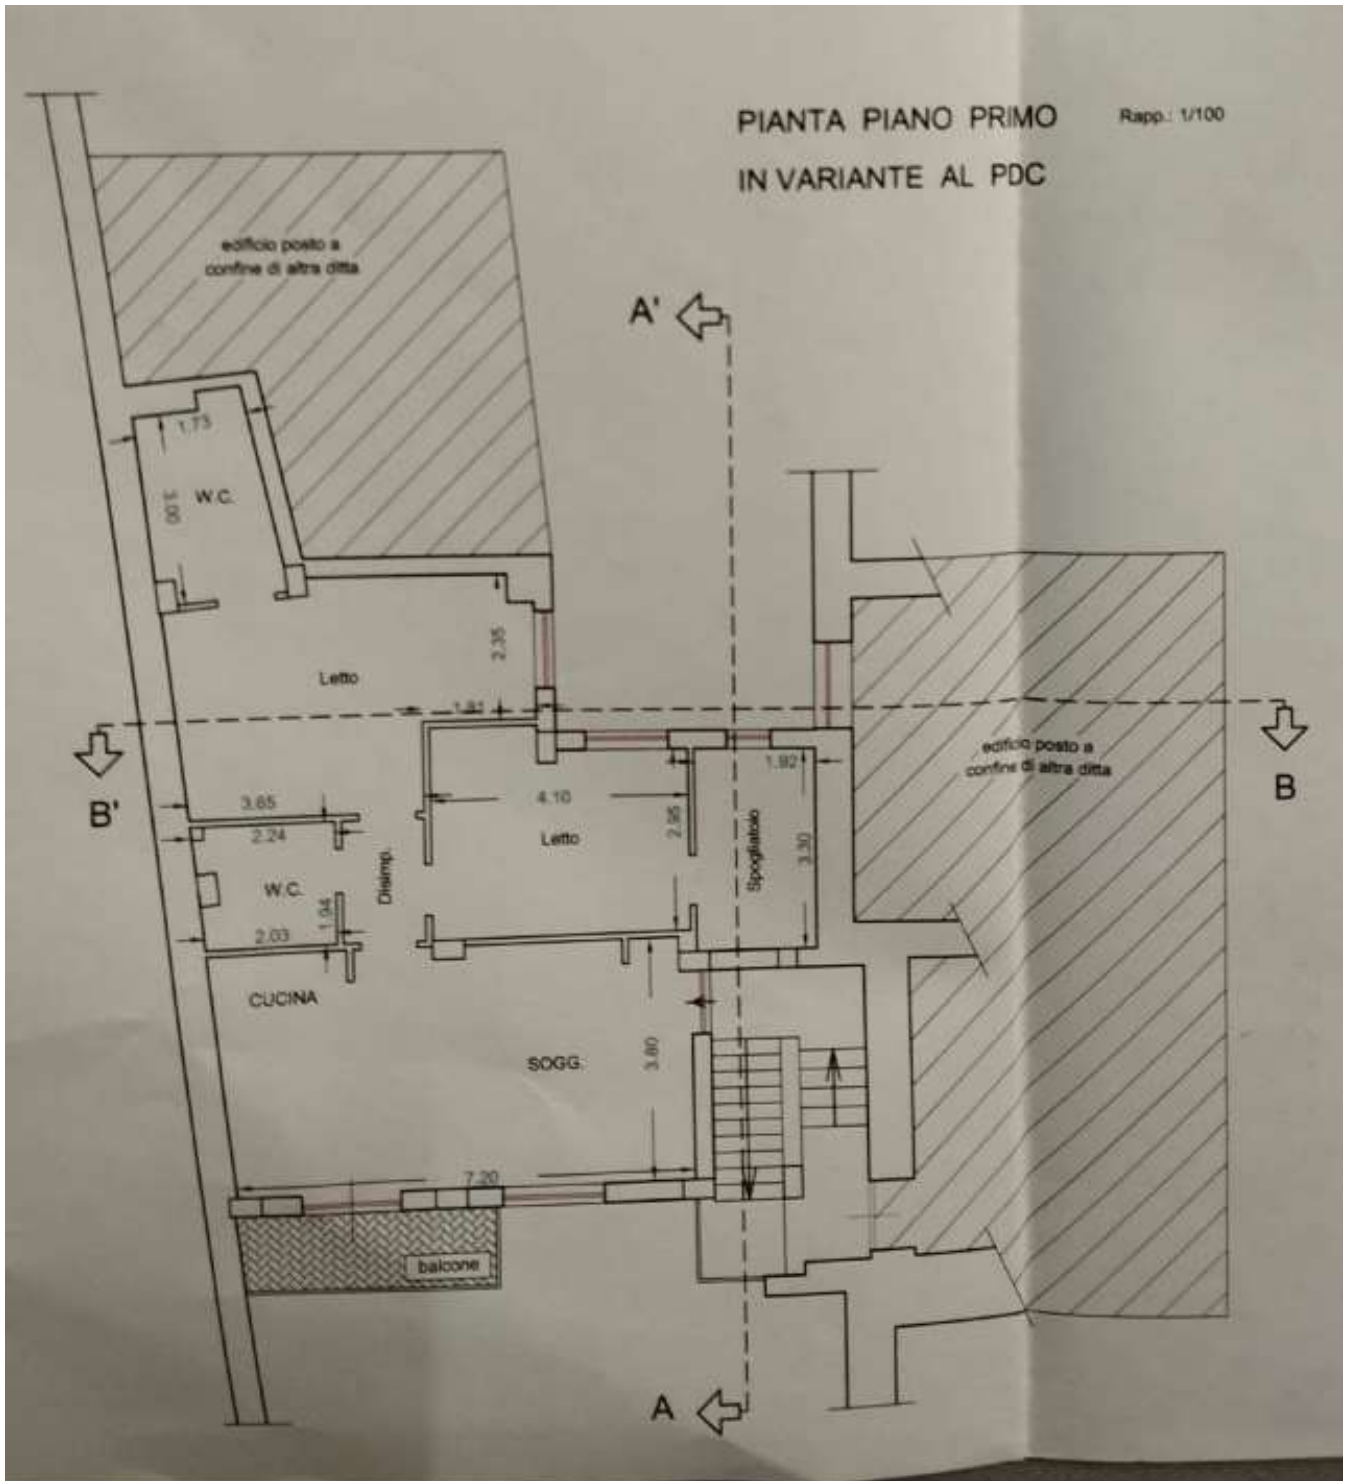 PIANTA PIANO PRIMO Rapp.: 1/100
IN VARIANTE AL PDC
edificio posto a
confine di altra ditta
A'
1.73
W.C.
3.00
2.35
Letto
1.81
B'
edificio posto a
confine di altra ditta
B
1.92
3.65
4.10
2.24
2.95
Letto
Spogliatoio
3.30
Disimp.
W.C.
1.94
2.03
CUCINA
SOGG.
3.80
7.20
balcone
A